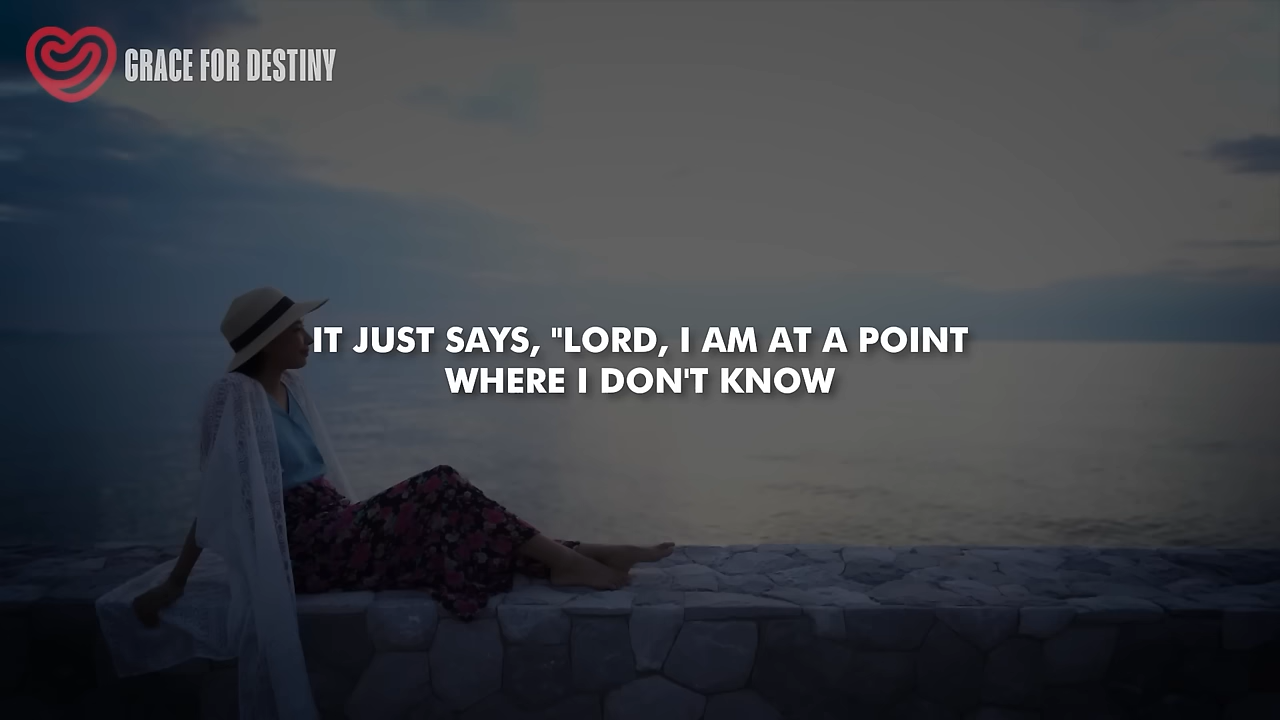 GRACE FOR DESTINY
IT JUST SAYS, "LORD, I AM AT A POINT
WHERE I DON'T KNOW